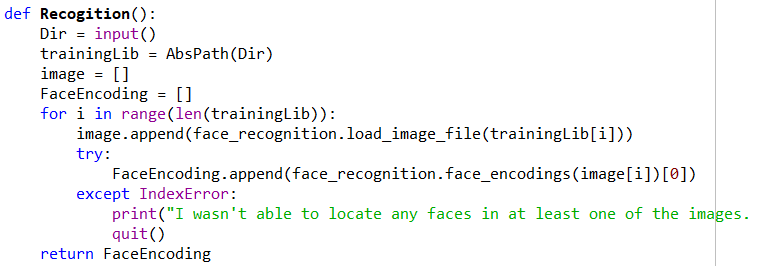 def Recogition():
    Dir = input()
    trainingLib = AbsPath(Dir)
    image = []
    FaceEncoding = []
    for i in range(len(trainingLib)):
        image.append(face_recognition.load_image_file(trainingLib[i]))
        try:
            FaceEncoding.append(face_recognition.face_encodings(image[i])[0])
        except IndexError:
            print("I wasn't able to locate any faces in at least one of the images.
            quit()
    return FaceEncoding